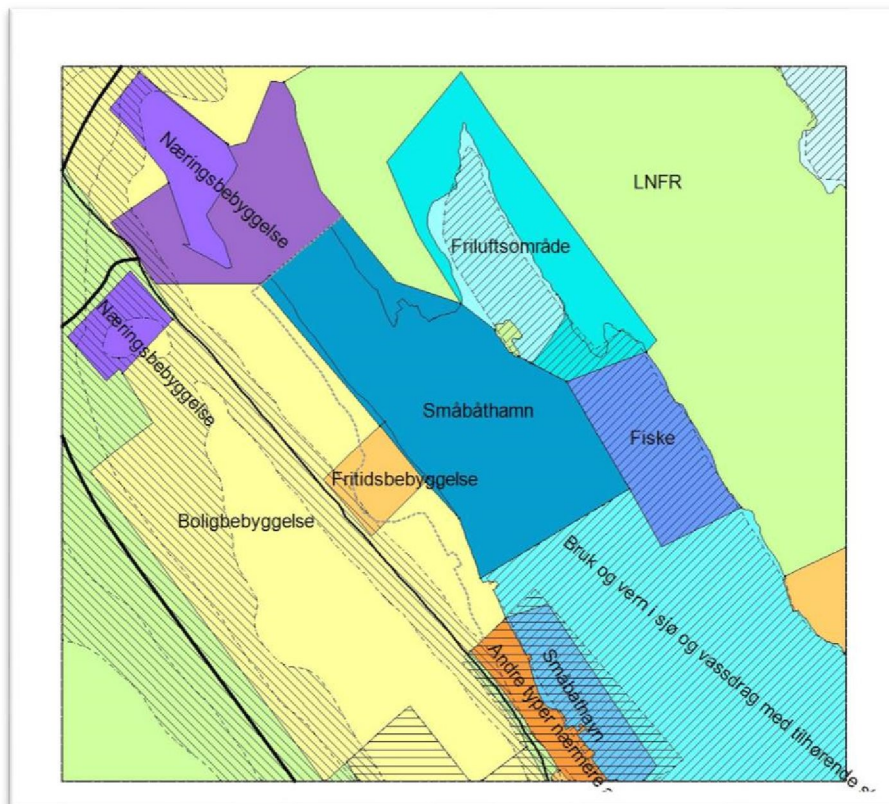 Næringsbebyggelse
LNFR
Friluftsområde
Næringsbebyggelse
Småbåthamn
Fiske
Fritidsbebyggelse
Boligbebyggelse
Bruk og vern i sjø og vassdrag med tilhørende s
Småbåthavn
Andre typer nærmere